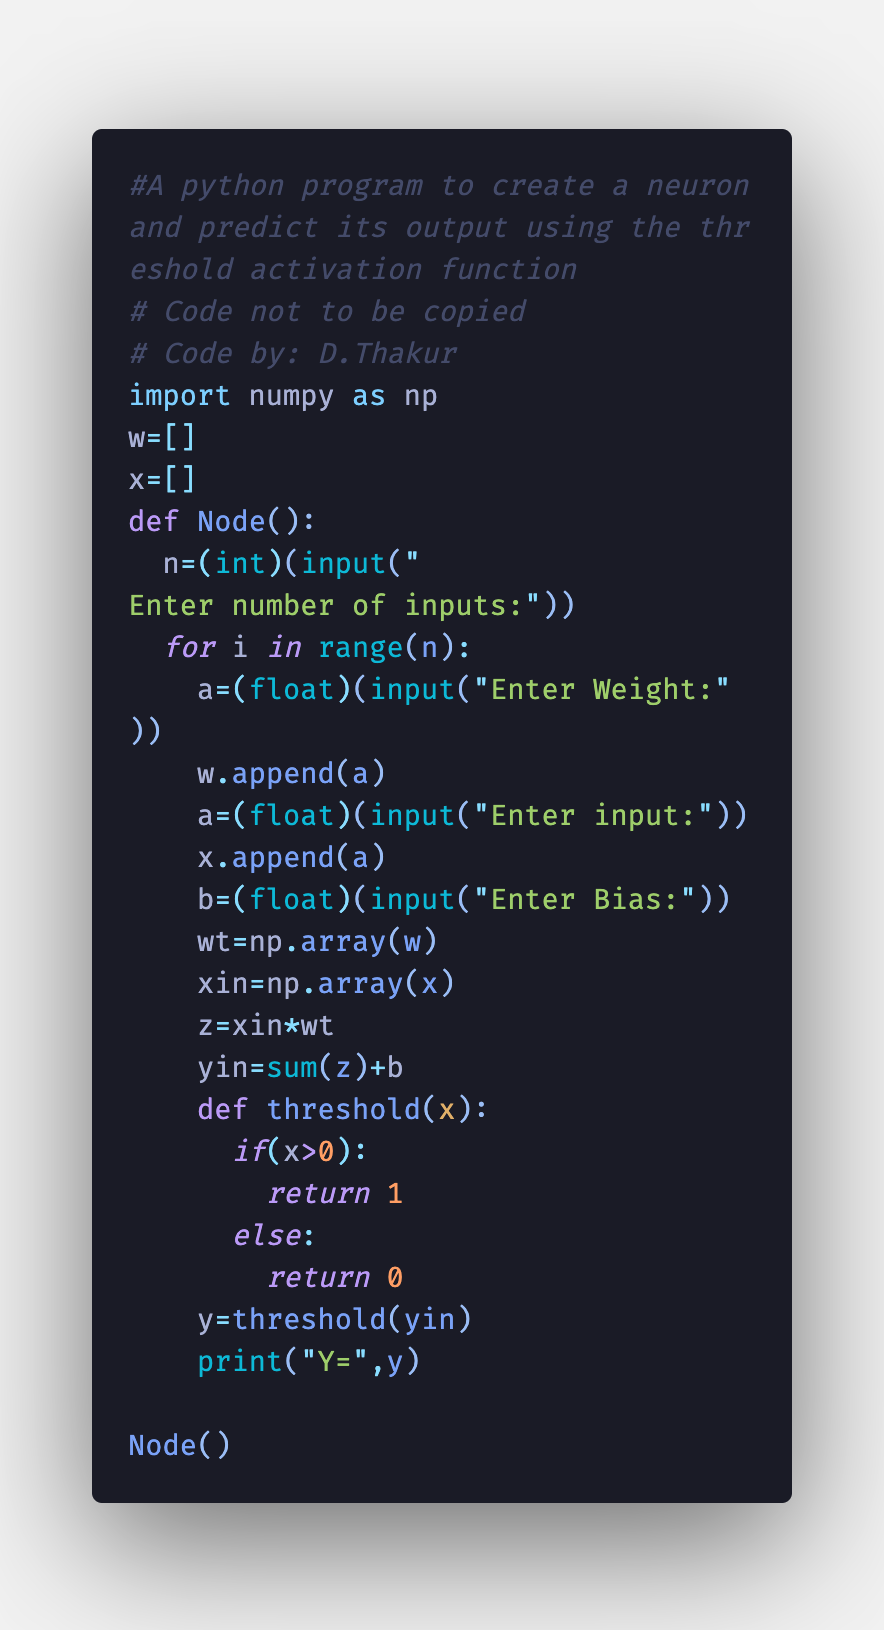 #A python program to create a neuron
and predict its output using the thr
eshold activation function
# Code not to be copied
# Code by: D.Thakur
import numpy as np
w=[]
x=[]
def Node():
  n=(int)(input("
Enter number of inputs:"))
  for i in range(n):
    a=(float)(input("Enter Weight:"
))
    w.append(a)
    a=(float)(input("Enter input:"))
    x.append(a)
    b=(float)(input("Enter Bias:"))
    wt=np.array(w)
    xin=np.array(x)
    z=xin*wt
    yin=sum(z)+b
    def threshold(x):
      if(x>0):
        return 1
      else:
        return 0
    y=threshold(yin)
    print("Y=",y)

Node()